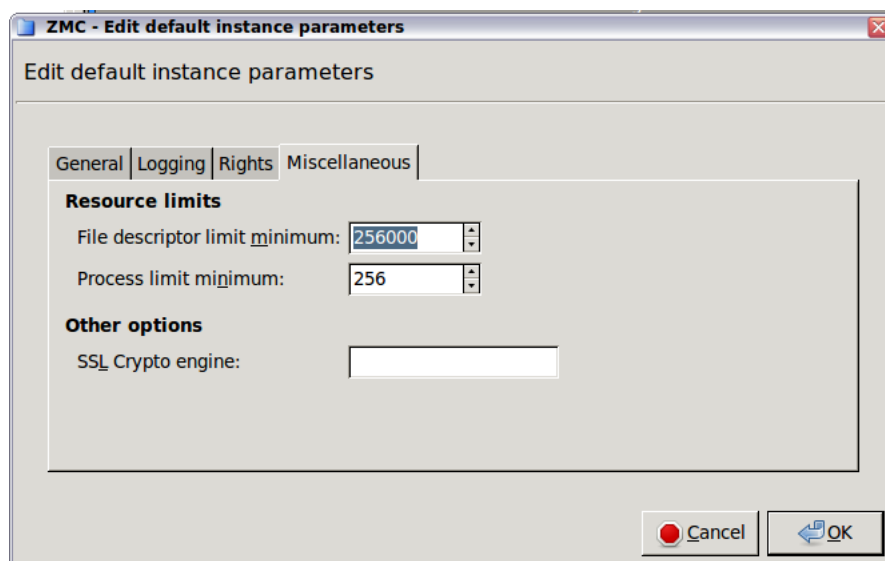 ZMC - Edit default instance parameters
Edit default instance parameters
General Logging Rights Miscellaneous
Resource limits
File descriptor limit minimum: 256000
Process limit minimum: 256
Other options
SSL Crypto engine:
Cancel OK